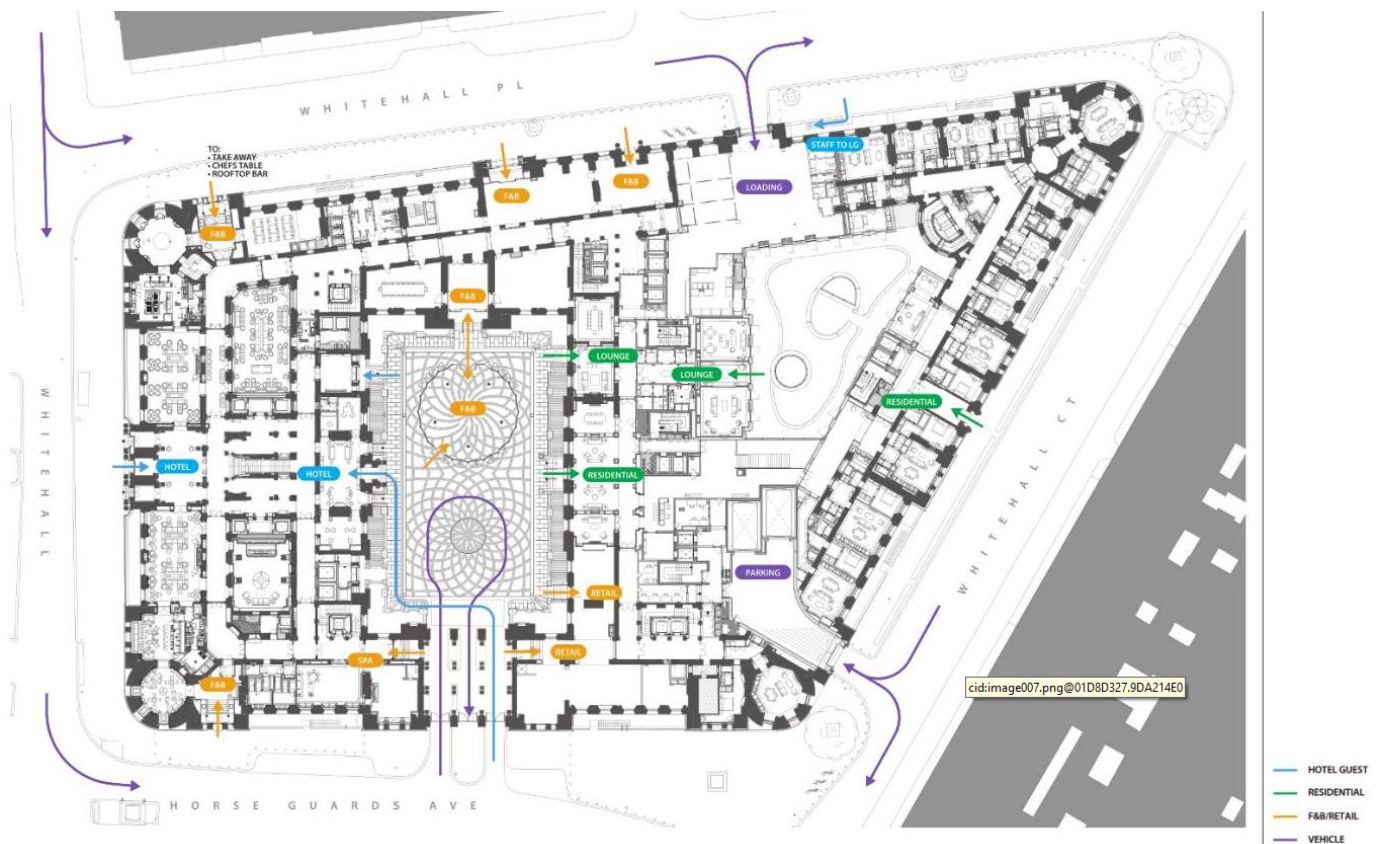 WHITEHALL PL
TO:
• TAKE AWAY
• CHEFS TABLE
• ROOFTOP BAR
STAFF TO LG
LOADING
F&B
F&B
F&B
F&B
LOUNGE
LOUNGE
F&B
RESIDENTIAL
WHITEHALL
HOTEL
HOTEL
RESIDENTIAL
WHITEHALL CT
PARKING
RETAIL
SPA
RETAIL
F&B
cid:image007.png@01D8D327.9DA214E0
HORSE GUARDS AVE
HOTEL GUEST
RESIDENTIAL
F&B/RETAIL
VEHICLE